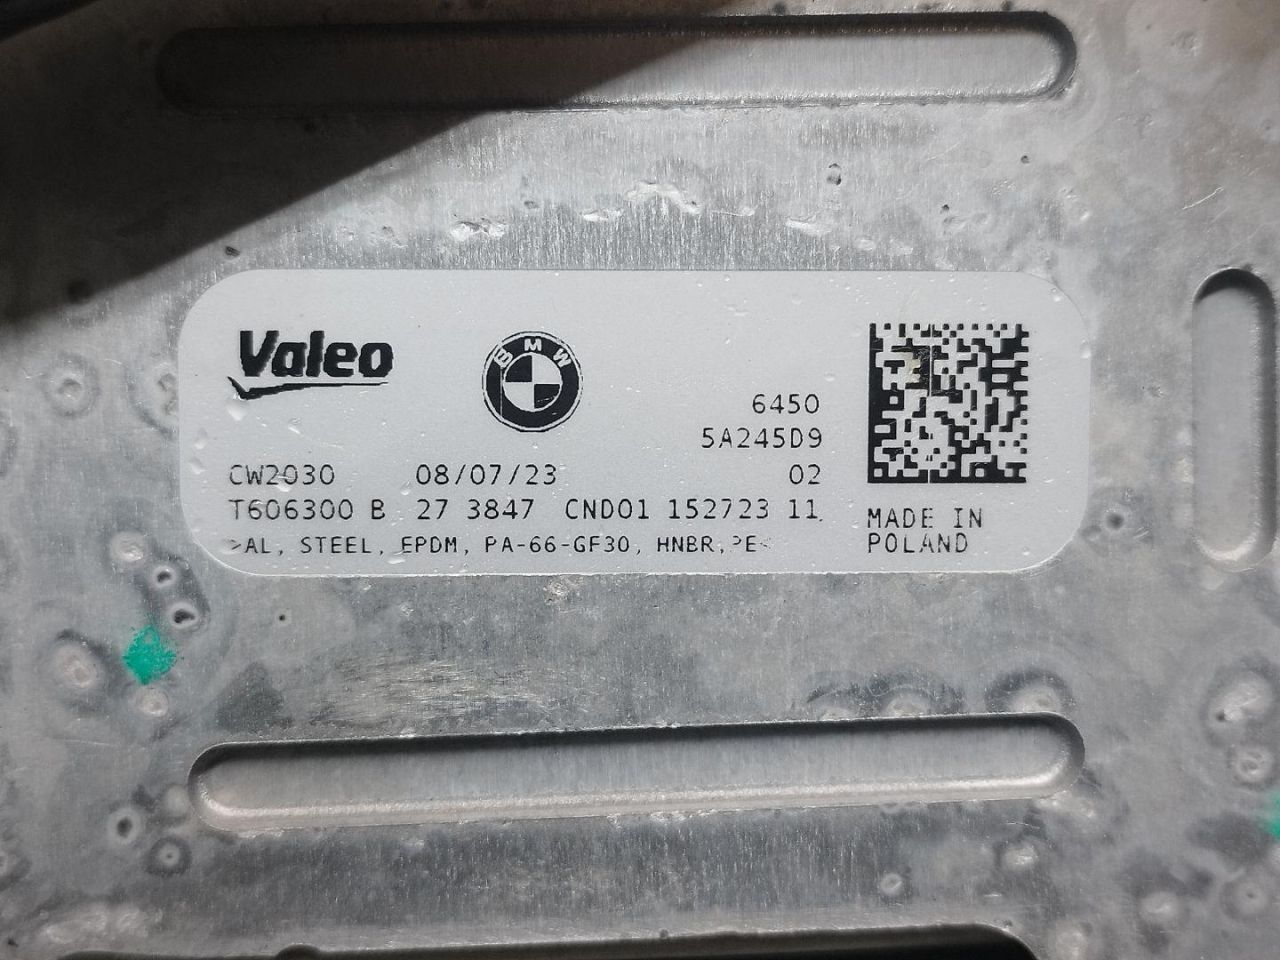 Valeo
BMW
6450
5A245D9
CW2030 08/07/23 02
T606300 B 27 3847 CND01 152723 11
>AL, STEEL, EPDM, PA-66-GF30, HNBR, PE<
MADE IN
POLAND